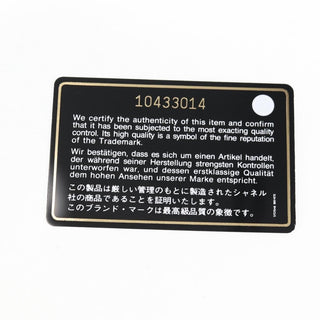 10433014
We certify the authenticity of this item and confirm
that it has been subjected to the most exacting quality
control. Its high quality is a symbol of the fine reputation
of the Trademark.
Wir bestätigen, dass es sich um einen Artikel handelt,
der während seiner Herstellung strengsten Kontrollen
unterworfen war, und dessen erstklassige Qualität
dem hohen Ansehen unserer Marke entspricht.
この製品は厳しい管理のもとに製造されたシャネル
社の商品であることを証明いたします。
このブランド・マークは最高級品質の象徴です。